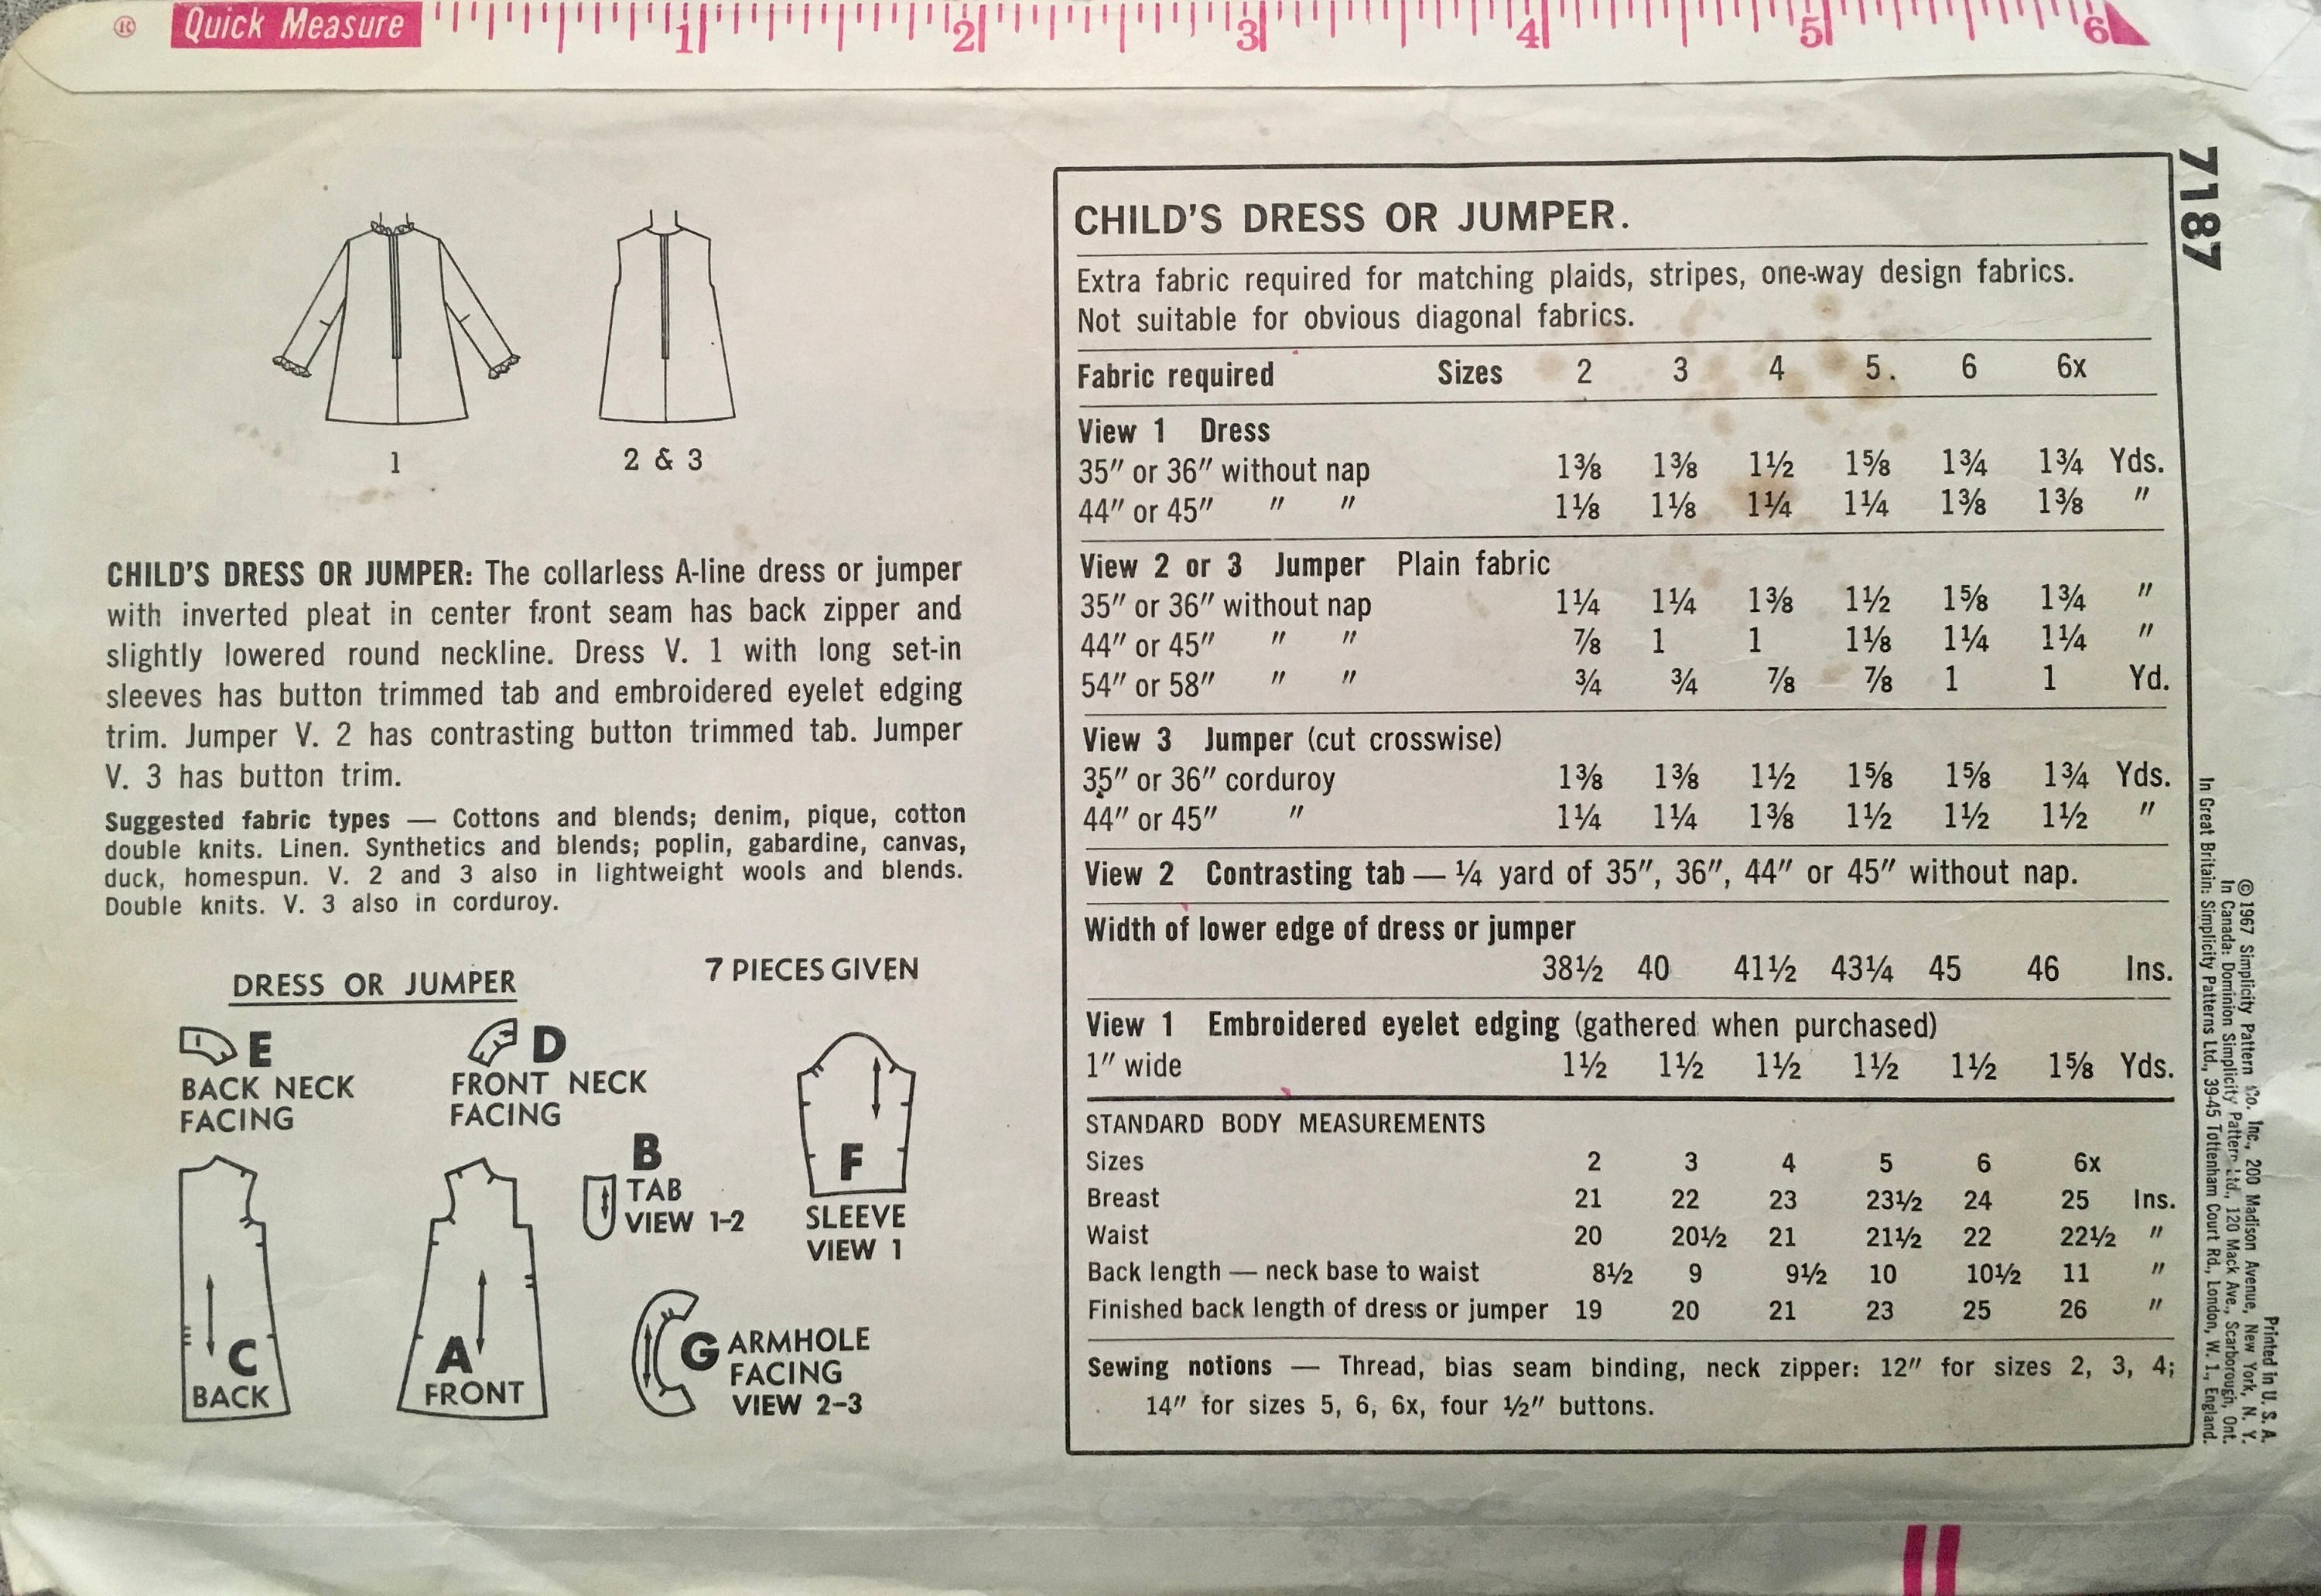 ® Quick Measure 1 2 3 4 5 6
1
2 & 3
CHILD'S DRESS OR JUMPER: The collarless A-line dress or jumper
with inverted pleat in center front seam has back zipper and
slightly lowered round neckline. Dress V. 1 with long set-in
sleeves has button trimmed tab and embroidered eyelet edging
trim. Jumper V. 2 has contrasting button trimmed tab. Jumper
V. 3 has button trim.
Suggested fabric types — Cottons and blends; denim, pique, cotton
double knits. Linen. Synthetics and blends; poplin, gabardine, canvas,
duck, homespun. V. 2 and 3 also in lightweight wools and blends.
Double knits. V. 3 also in corduroy.
DRESS OR JUMPER
7 PIECES GIVEN
E
BACK NECK
FACING
D
FRONT NECK
FACING
B
TAB
VIEW 1-2
F
SLEEVE
VIEW 1
C
BACK
A
FRONT
G ARMHOLE
FACING
VIEW 2-3
CHILD'S DRESS OR JUMPER.
Extra fabric required for matching plaids, stripes, one-way design fabrics.
Not suitable for obvious diagonal fabrics.
Fabric required Sizes 2 3 4 5 6 6x
View 1 Dress
35″ or 36″ without nap 1⅜ 1⅜ 1½ 1⅝ 1¾ 1¾ Yds.
44″ or 45″ ″ ″ 1⅛ 1⅛ 1¼ 1¼ 1⅜ 1⅜ ″
View 2 or 3 Jumper Plain fabric
35″ or 36″ without nap 1¼ 1¼ 1⅜ 1½ 1⅝ 1¾ ″
44″ or 45″ ″ ″ ⅞ 1 1 1⅛ 1¼ 1¼ ″
54″ or 58″ ″ ″ ¾ ¾ ⅞ ⅞ 1 1 Yd.
View 3 Jumper (cut crosswise)
35″ or 36″ corduroy 1⅜ 1⅜ 1½ 1⅝ 1⅝ 1¾ Yds.
44″ or 45″ ″ 1¼ 1¼ 1⅜ 1½ 1½ 1½ ″
View 2 Contrasting tab — ¼ yard of 35″, 36″, 44″ or 45″ without nap.
Width of lower edge of dress or jumper
38½ 40 41½ 43¼ 45 46 Ins.
View 1 Embroidered eyelet edging (gathered when purchased)
1″ wide 1½ 1½ 1½ 1½ 1½ 1⅝ Yds.
STANDARD BODY MEASUREMENTS
Sizes 2 3 4 5 6 6x
Breast 21 22 23 23½ 24 25 Ins.
Waist 20 20½ 21 21½ 22 22½ ″
Back length — neck base to waist 8½ 9 9½ 10 10½ 11 ″
Finished back length of dress or jumper 19 20 21 23 25 26 ″
Sewing notions — Thread, bias seam binding, neck zipper: 12″ for sizes 2, 3, 4;
14″ for sizes 5, 6, 6x, four ½″ buttons.
7187
Printed in U. S. A.
© 1967 Simplicity Pattern Co. Inc., 200 Madison Avenue, New York, N. Y.
In Canada: Dominion Simplicity Pattern Ltd., 120 Mack Ave., Scarborough, Ont.
In Great Britain: Simplicity Patterns Ltd., 39-45 Tottenham Court Rd., London, W. 1., England.